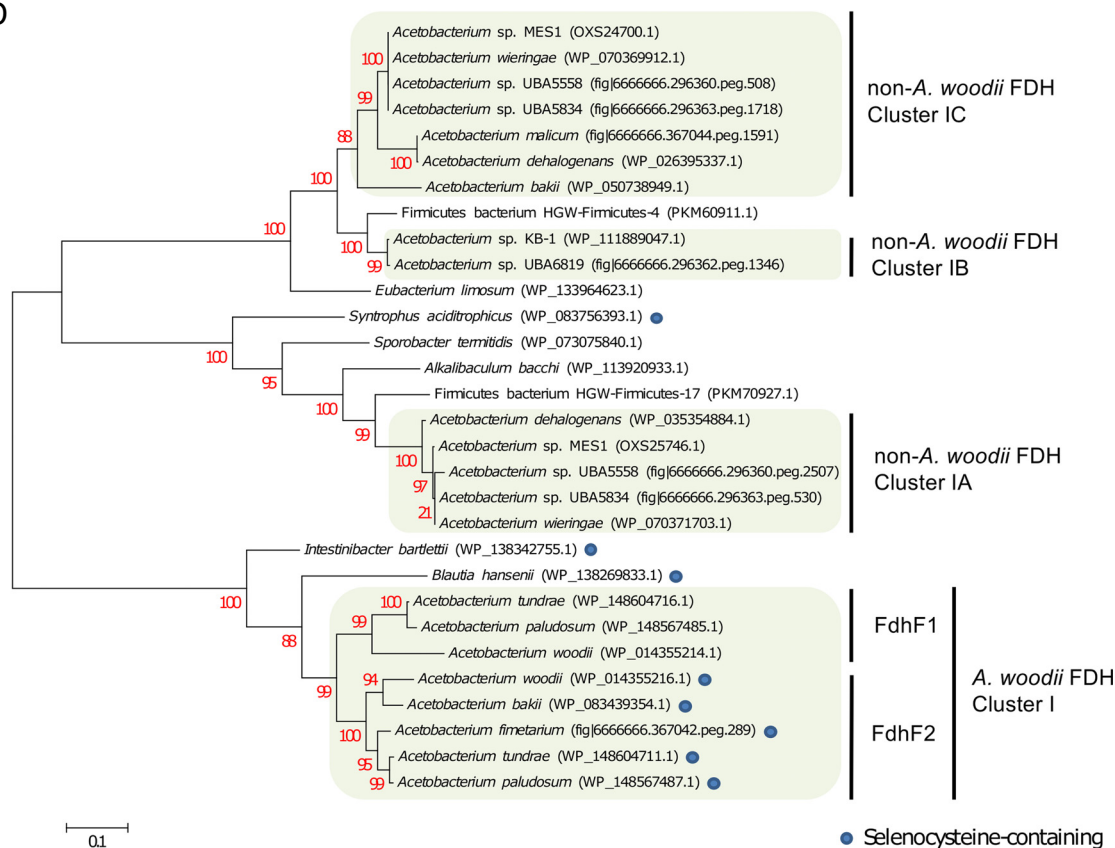 Acetobacterium sp. MES1 (OXS24700.1)
100
Acetobacterium wieringae (WP_070369912.1)
Acetobacterium sp. UBA5558 (fig|6666666.296360.peg.508)
99
Acetobacterium sp. UBA5834 (fig|6666666.296363.peg.1718)
88
Acetobacterium malicum (fig|6666666.367044.peg.1591)
100
Acetobacterium dehalogenans (WP_026395337.1)
100
Acetobacterium bakii (WP_050738949.1)
non-A. woodii FDH
Cluster IC
Firmicutes bacterium HGW-Firmicutes-4 (PKM60911.1)
100
100
Acetobacterium sp. KB-1 (WP_111889047.1)
99
Acetobacterium sp. UBA6819 (fig|6666666.296362.peg.1346)
non-A. woodii FDH
Cluster IB
Eubacterium limosum (WP_133964623.1)
Syntrophus aciditrophicus (WP_083756393.1)
100
Sporobacter termitidis (WP_073075840.1)
95
Alkalibaculum bacchi (WP_113920933.1)
100
Firmicutes bacterium HGW-Firmicutes-17 (PKM70927.1)
99
Acetobacterium dehalogenans (WP_035354884.1)
Acetobacterium sp. MES1 (OXS25746.1)
100
Acetobacterium sp. UBA5558 (fig|6666666.296360.peg.2507)
97
Acetobacterium sp. UBA5834 (fig|6666666.296363.peg.530)
21
Acetobacterium wieringae (WP_070371703.1)
non-A. woodii FDH
Cluster IA
Intestinibacter bartlettii (WP_138342755.1)
100
Blautia hansenii (WP_138269833.1)
88
Acetobacterium tundrae (WP_148604716.1)
100
99
Acetobacterium paludosum (WP_148567485.1)
Acetobacterium woodii (WP_014355214.1)
FdhF1
99
94
Acetobacterium woodii (WP_014355216.1)
Acetobacterium bakii (WP_083439354.1)
100
Acetobacterium fimetarium (fig|6666666.367042.peg.289)
95
Acetobacterium tundrae (WP_148604711.1)
99
Acetobacterium paludosum (WP_148567487.1)
FdhF2
A. woodii FDH
Cluster I
0.1
Selenocysteine-containing